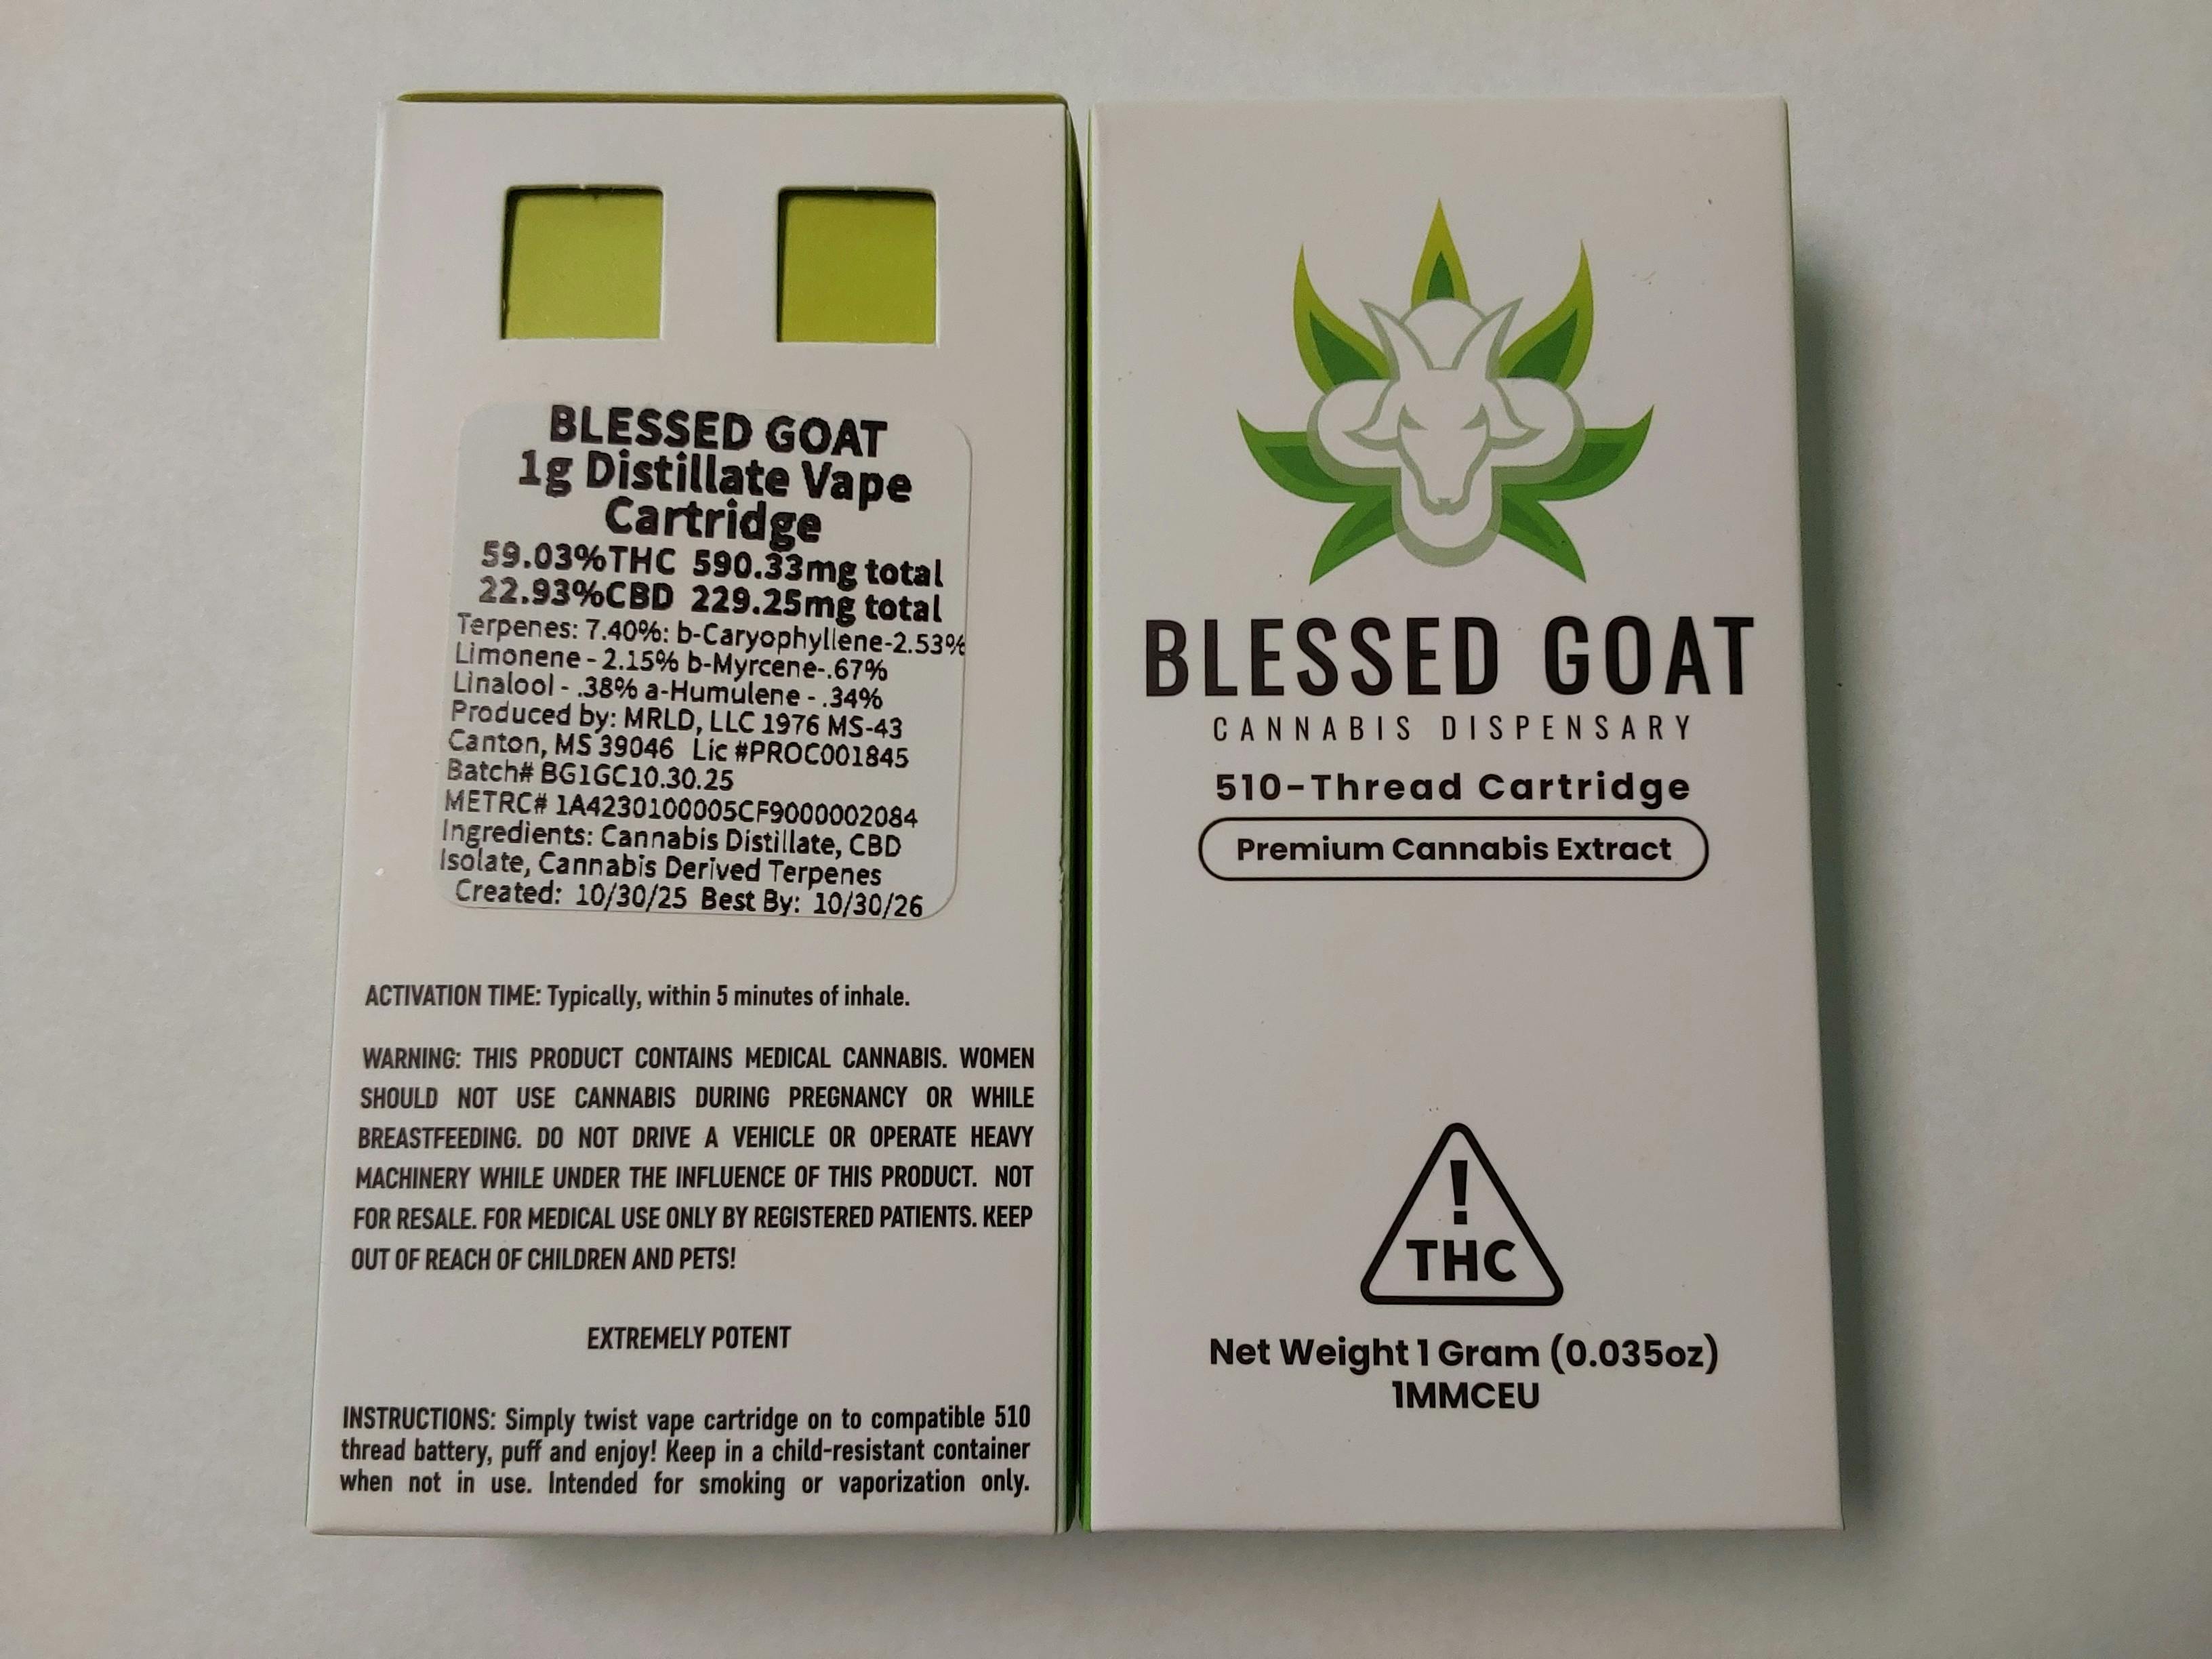 BLESSED GOAT
1g Distillate Vape
Cartridge
59.03%THC 590.33mg total
22.93%CBD 229.25mg total
Terpenes: 7.40%: b-Caryophyllene-2.53%
Limonene - 2.15% b-Myrcene-.67%
Linalool - .38% a-Humulene - .34%
Produced by: MRLD, LLC 1976 MS-43
Canton, MS 39046 Lic #PROC001845
Batch# BG1GC10.30.25
METRC# 1A4230100005CF9000002084
Ingredients: Cannabis Distillate, CBD
Isolate, Cannabis Derived Terpenes
Created: 10/30/25 Best By: 10/30/26
ACTIVATION TIME: Typically, within 5 minutes of inhale.
WARNING: THIS PRODUCT CONTAINS MEDICAL CANNABIS. WOMEN
SHOULD NOT USE CANNABIS DURING PREGNANCY OR WHILE
BREASTFEEDING. DO NOT DRIVE A VEHICLE OR OPERATE HEAVY
MACHINERY WHILE UNDER THE INFLUENCE OF THIS PRODUCT. NOT
FOR RESALE. FOR MEDICAL USE ONLY BY REGISTERED PATIENTS. KEEP
OUT OF REACH OF CHILDREN AND PETS!
EXTREMELY POTENT
INSTRUCTIONS: Simply twist vape cartridge on to compatible 510
thread battery, puff and enjoy! Keep in a child-resistant container
when not in use. Intended for smoking or vaporization only.
BLESSED GOAT
CANNABIS DISPENSARY
510-Thread Cartridge
Premium Cannabis Extract
!
THC
Net Weight 1 Gram (0.035oz)
1MMCEU